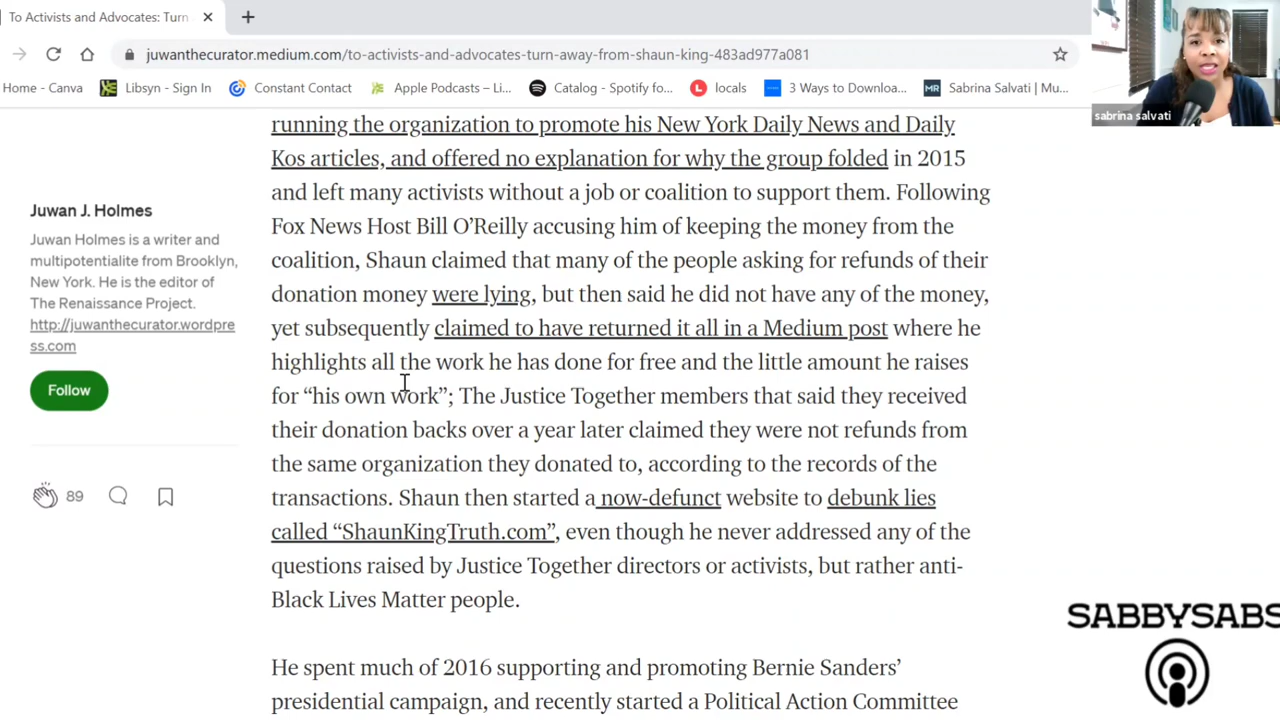 To Activists and Advocates: Turn
juwanthecurator.medium.com/to-activists-and-advocates-turn-away-from-shaun-king-483ad977a081
Home - Canva
Libsyn - Sign In
Constant Contact
Apple Podcasts – Li...
Catalog - Spotify fo...
locals
3 Ways to Downloa...
MR
Sabrina Salvati | Mu...
sabrina salvati
running the organization to promote his New York Daily News and Daily
Kos articles, and offered no explanation for why the group folded in 2015
and left many activists without a job or coalition to support them. Following
Fox News Host Bill O’Reilly accusing him of keeping the money from the
coalition, Shaun claimed that many of the people asking for refunds of their
donation money were lying, but then said he did not have any of the money,
yet subsequently claimed to have returned it all in a Medium post where he
highlights all the work he has done for free and the little amount he raises
for “his own work”; The Justice Together members that said they received
their donation backs over a year later claimed they were not refunds from
the same organization they donated to, according to the records of the
transactions. Shaun then started a now-defunct website to debunk lies
called “ShaunKingTruth.com”, even though he never addressed any of the
questions raised by Justice Together directors or activists, but rather anti-
Black Lives Matter people.
He spent much of 2016 supporting and promoting Bernie Sanders’
presidential campaign, and recently started a Political Action Committee
Juwan J. Holmes
Juwan Holmes is a writer and
multipotentialite from Brooklyn,
New York. He is the editor of
The Renaissance Project.
http://juwanthecurator.wordpre
ss.com
Follow
89
SABBYSABS